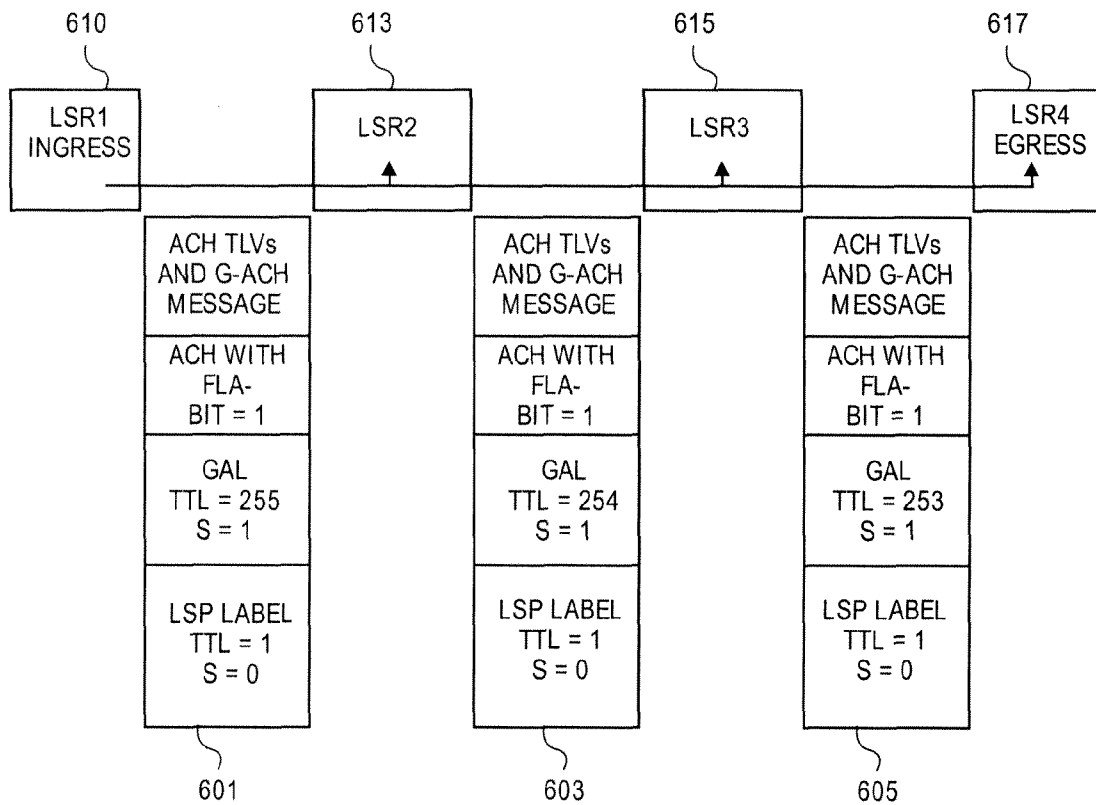 610
613
615
617
LSR1
INGRESS
LSR2
LSR3
LSR4
EGRESS
ACH TLVs
AND G-ACH
MESSAGE
ACH WITH
FLA-
BIT = 1
GAL
TTL = 255
S = 1
LSP LABEL
TTL = 1
S = 0
601
ACH TLVs
AND G-ACH
MESSAGE
ACH WITH
FLA-
BIT = 1
GAL
TTL = 254
S = 1
LSP LABEL
TTL = 1
S = 0
603
ACH TLVs
AND G-ACH
MESSAGE
ACH WITH
FLA-
BIT = 1
GAL
TTL = 253
S = 1
LSP LABEL
TTL = 1
S = 0
605